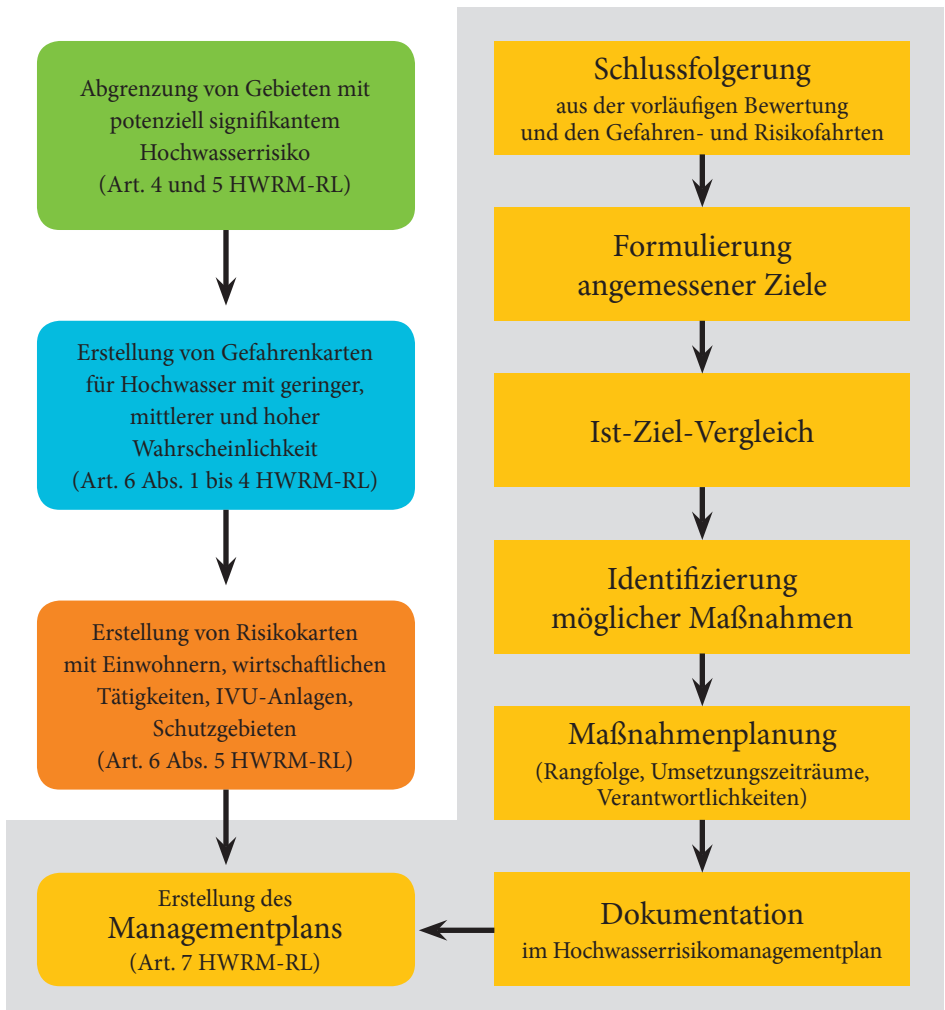 Abgrenzung von Gebieten mit
potenziell signifikantem
Hochwasserrisiko
(Art. 4 und 5 HWRM-RL)
Erstellung von Gefahrenkarten
für Hochwasser mit geringer,
mittlerer und hoher
Wahrscheinlichkeit
(Art. 6 Abs. 1 bis 4 HWRM-RL)
Erstellung von Risikokarten
mit Einwohnern, wirtschaftlichen
Tätigkeiten, IVU-Anlagen,
Schutzgebieten
(Art. 6 Abs. 5 HWRM-RL)
Erstellung des
Managementplans
(Art. 7 HWRM-RL)
Schlussfolgerung
aus der vorläufigen Bewertung
und den Gefahren- und Risikofahrten
Formulierung
angemessener Ziele
Ist-Ziel-Vergleich
Identifizierung
möglicher Maßnahmen
Maßnahmenplanung
(Rangfolge, Umsetzungszeiträume,
Verantwortlichkeiten)
Dokumentation
im Hochwasserrisikomanagementplan